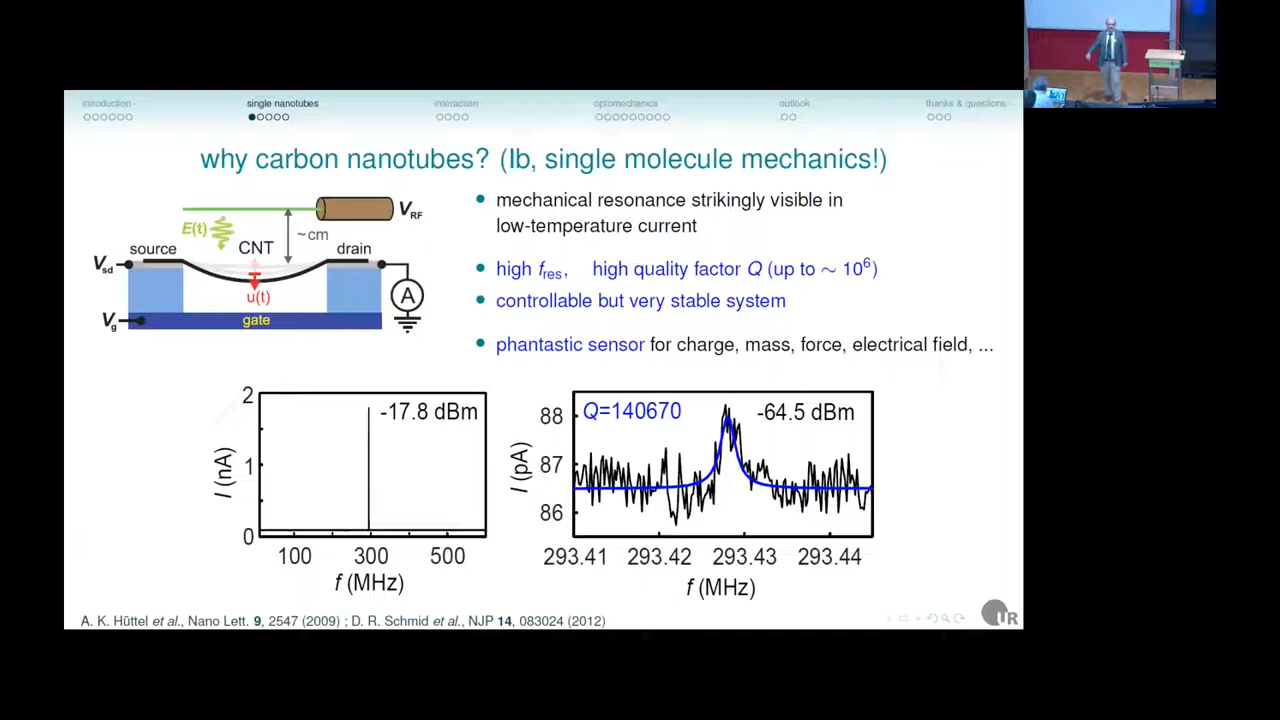 introduction
single nanotubes
interaction
optomechanics
outlook
thanks & questions
why carbon nanotubes? (Ib, single molecule mechanics!)
V_RF
E(t)
~cm
source
CNT
drain
V_sd
u(t)
A
V_g
gate
mechanical resonance strikingly visible in
low-temperature current
high f_res, high quality factor Q (up to ∼ 10⁶)
controllable but very stable system
phantastic sensor for charge, mass, force, electrical field, ...
2
-17.8 dBm
I (nA)
1
0
100 300 500
f (MHz)
88
Q=140670
-64.5 dBm
I (pA)
87
86
293.41 293.42 293.43 293.44
f (MHz)
A. K. Hüttel et al., Nano Lett. 9, 2547 (2009) ; D. R. Schmid et al., NJP 14, 083024 (2012)
UR